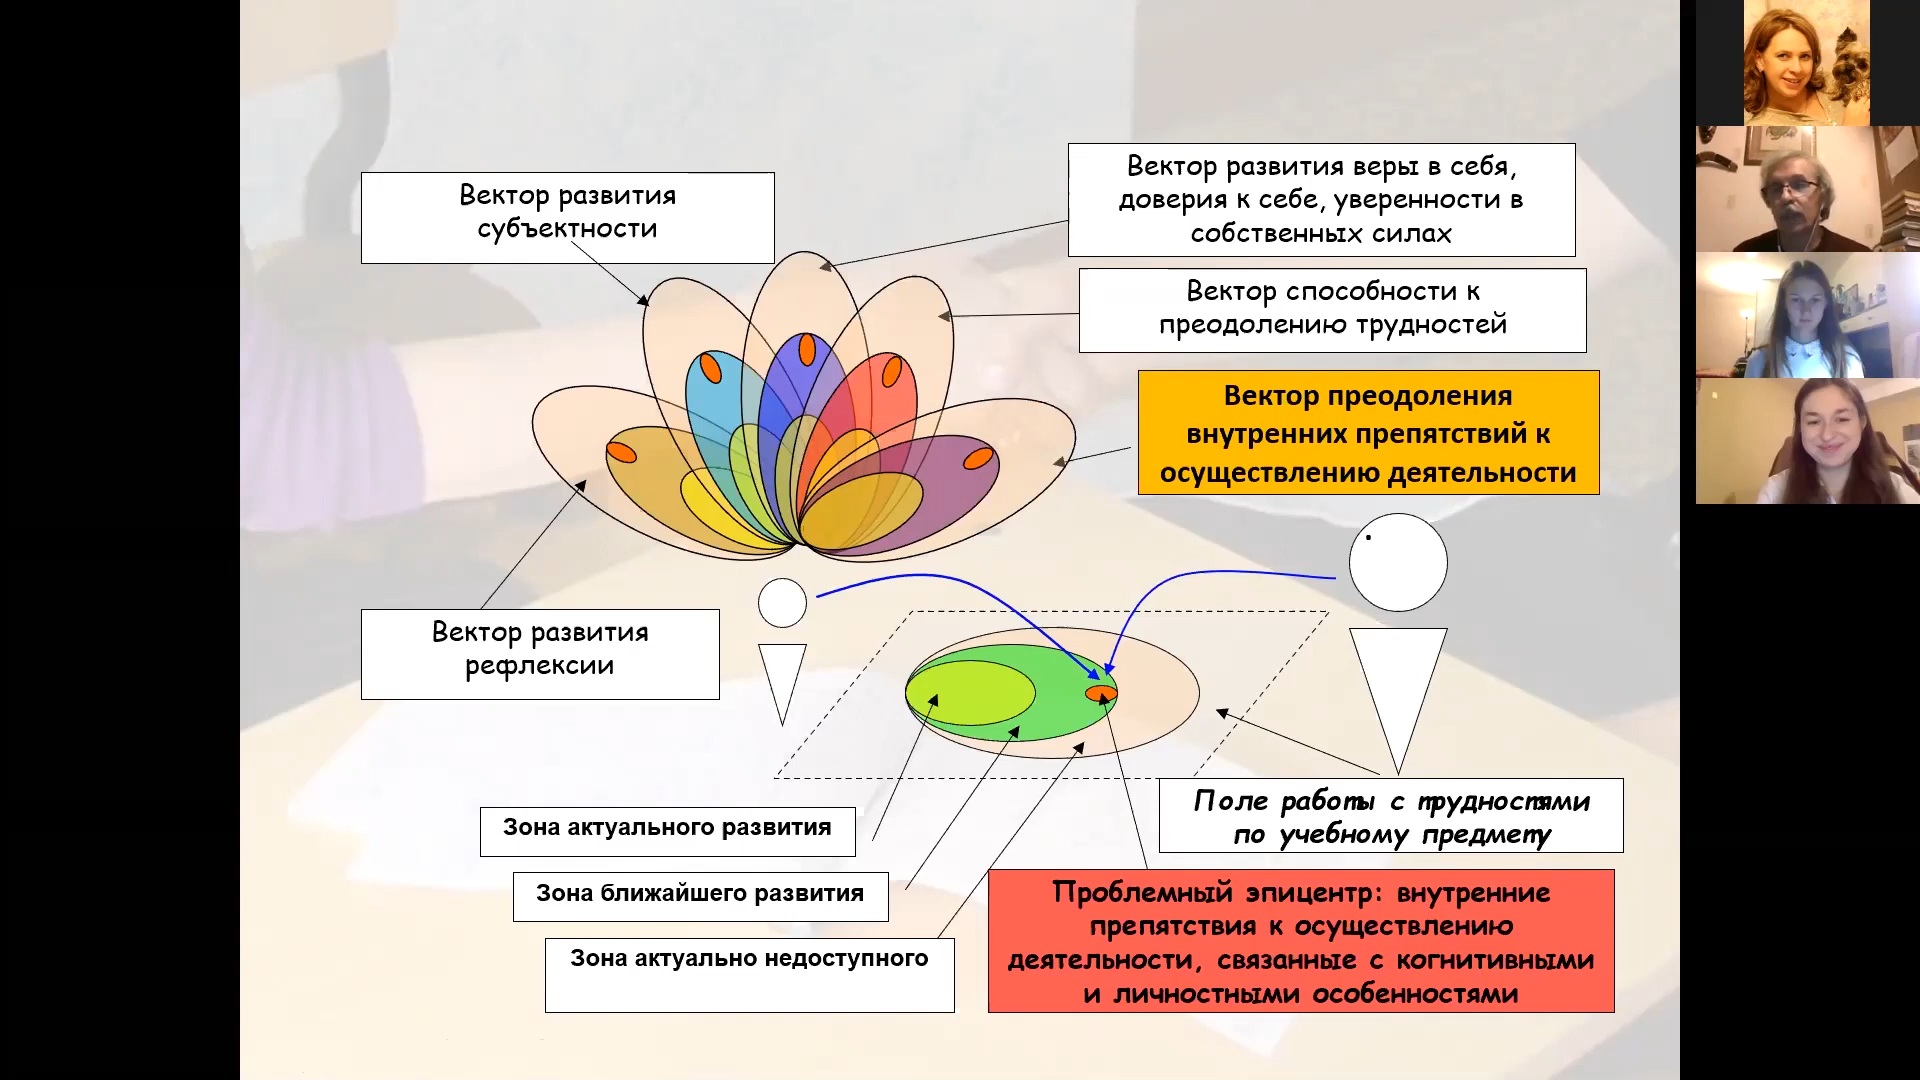 Вектор развития
субъектности
Вектор развития веры в себя,
доверия к себе, уверенности в
собственных силах
Вектор способности к
преодолению трудностей
Вектор преодоления
внутренних препятствий к
осуществлению деятельности
Вектор развития
рефлексии
Поле работы с трудностями
по учебному предмету
Зона актуального развития
Зона ближайшего развития
Зона актуально недоступного
Проблемный эпицентр: внутренние
препятствия к осуществлению
деятельности, связанные с когнитивными
и личностными особенностями